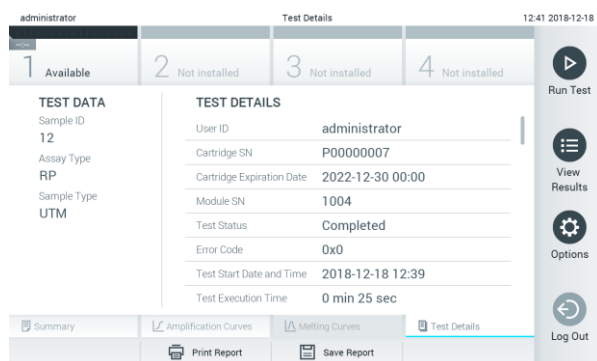 administrator Test Details 12:41 2018-12-18
1 Available 2 Not installed 3 Not installed 4 Not installed
Run Test
TEST DATA
Sample ID
12
Assay Type
RP
Sample Type
UTM
TEST DETAILS
User ID administrator
Cartridge SN P00000007
Cartridge Expiration Date 2022-12-30 00:00
Module SN 1004
Test Status Completed
Error Code 0x0
Test Start Date and Time 2018-12-18 12:39
Test Execution Time 0 min 25 sec
View
Results
Options
Log Out
Summary Amplification Curves Melting Curves Test Details
Print Report Save Report